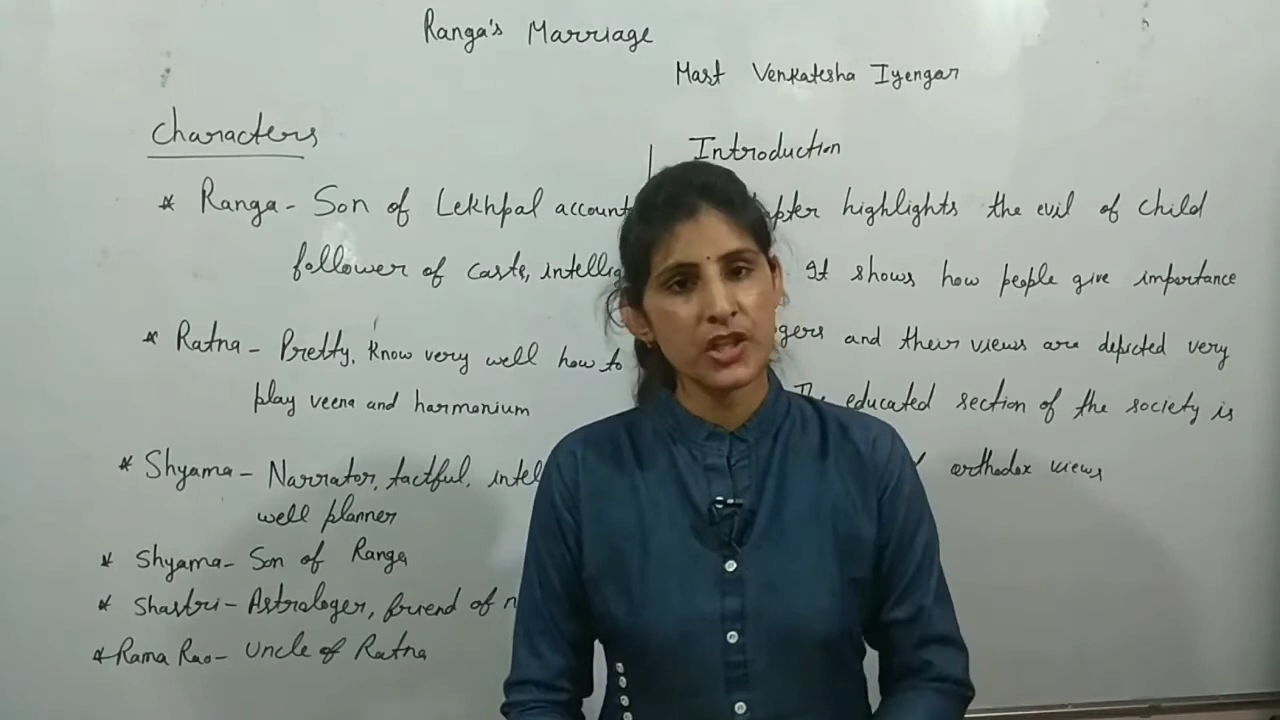 Ranga's Marriage
Mast Venkatesha Iyengar
Characters
* Ranga - Son of Lekhpal account
follower of caste, intellig
* Ratna - Pretty, Know very well how to
play veena and harmonium
* Shyama - Narrator, tactful, intel
well planner
* Shyama - Son of Ranga
* Shastri - Astrologer, friend of n
* Rama Rao - Uncle of Ratna
Introduction
apter highlights the evil of child
It shows how people give importance
gers and their views are depicted very
The educated section of the society is
orthodox views